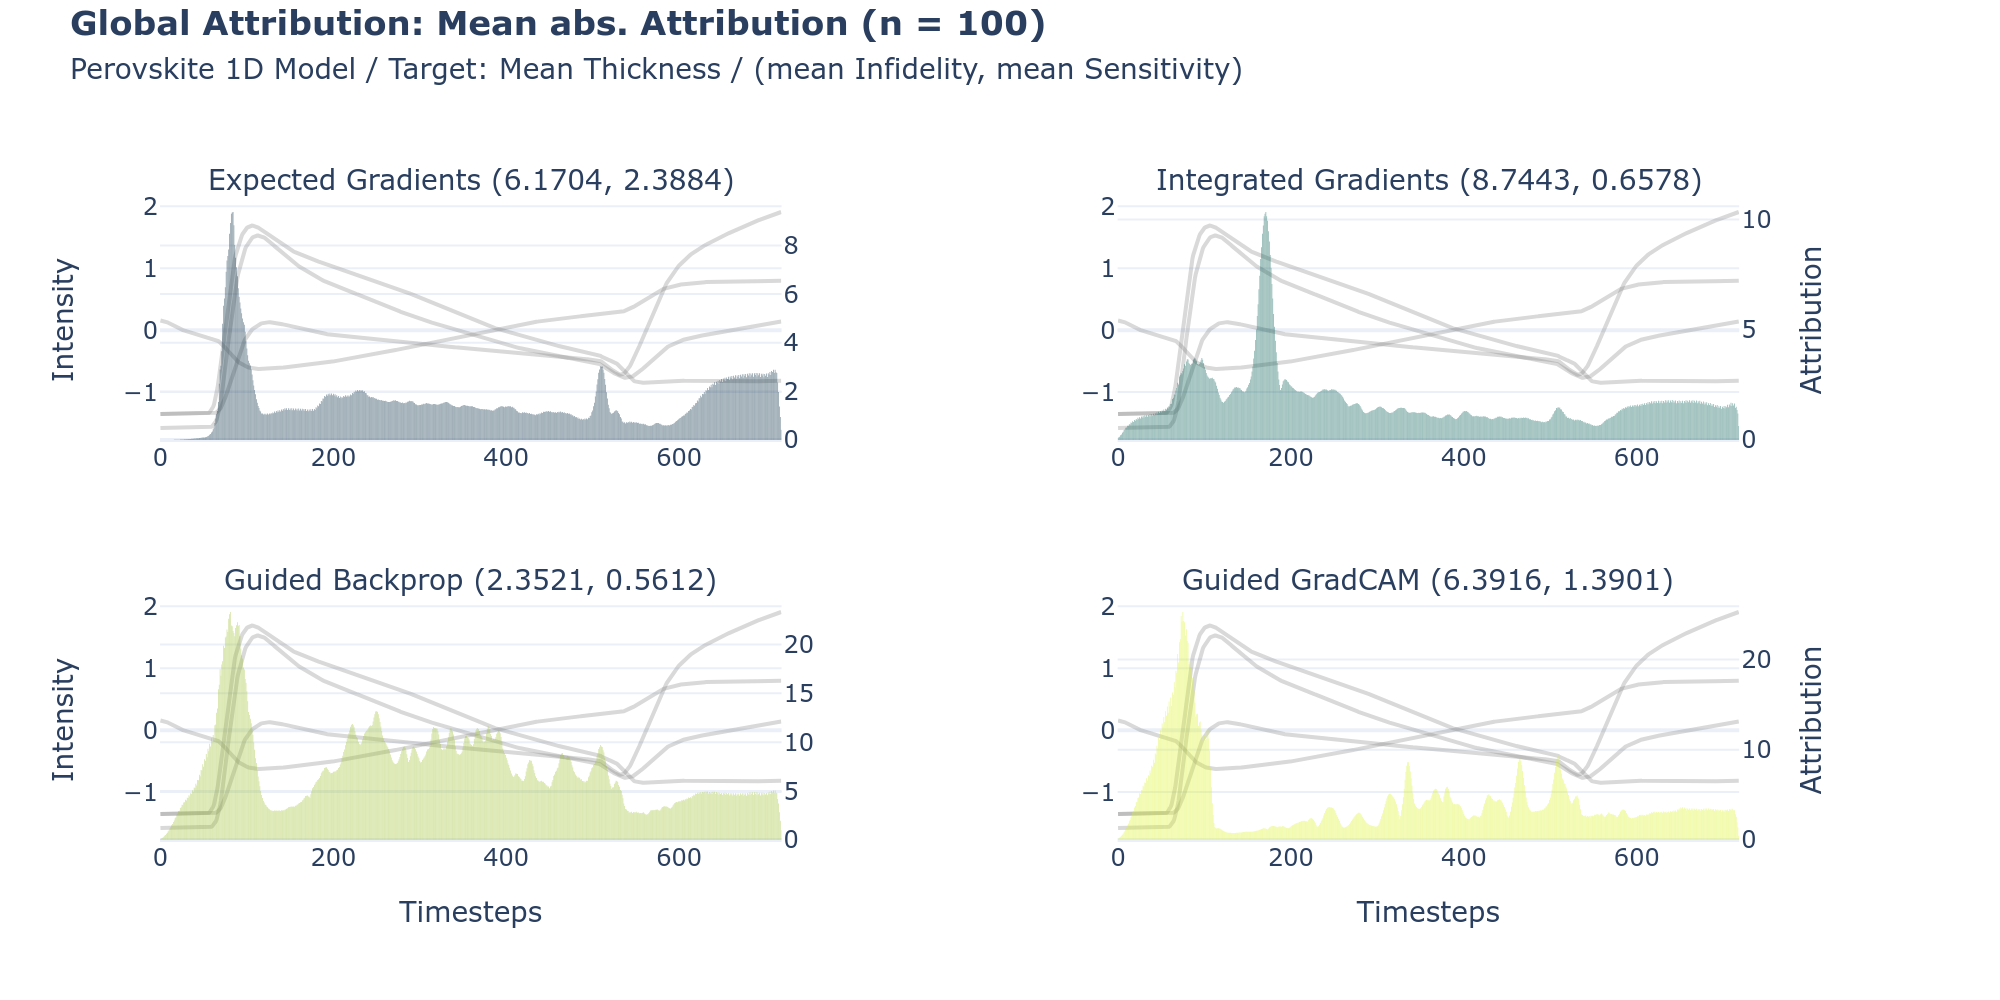 Global Attribution: Mean abs. Attribution (n = 100)
Perovskite 1D Model / Target: Mean Thickness / (mean Infidelity, mean Sensitivity)
Expected Gradients (6.1704, 2.3884)
2
1
0
−1
Intensity
8
6
4
2
0
0 200 400 600
Integrated Gradients (8.7443, 0.6578)
2
1
0
−1
10
5
0
Attribution
0 200 400 600
Guided Backprop (2.3521, 0.5612)
2
1
0
−1
Intensity
20
15
10
5
0
0 200 400 600
Timesteps
Guided GradCAM (6.3916, 1.3901)
2
1
0
−1
20
10
0
Attribution
0 200 400 600
Timesteps